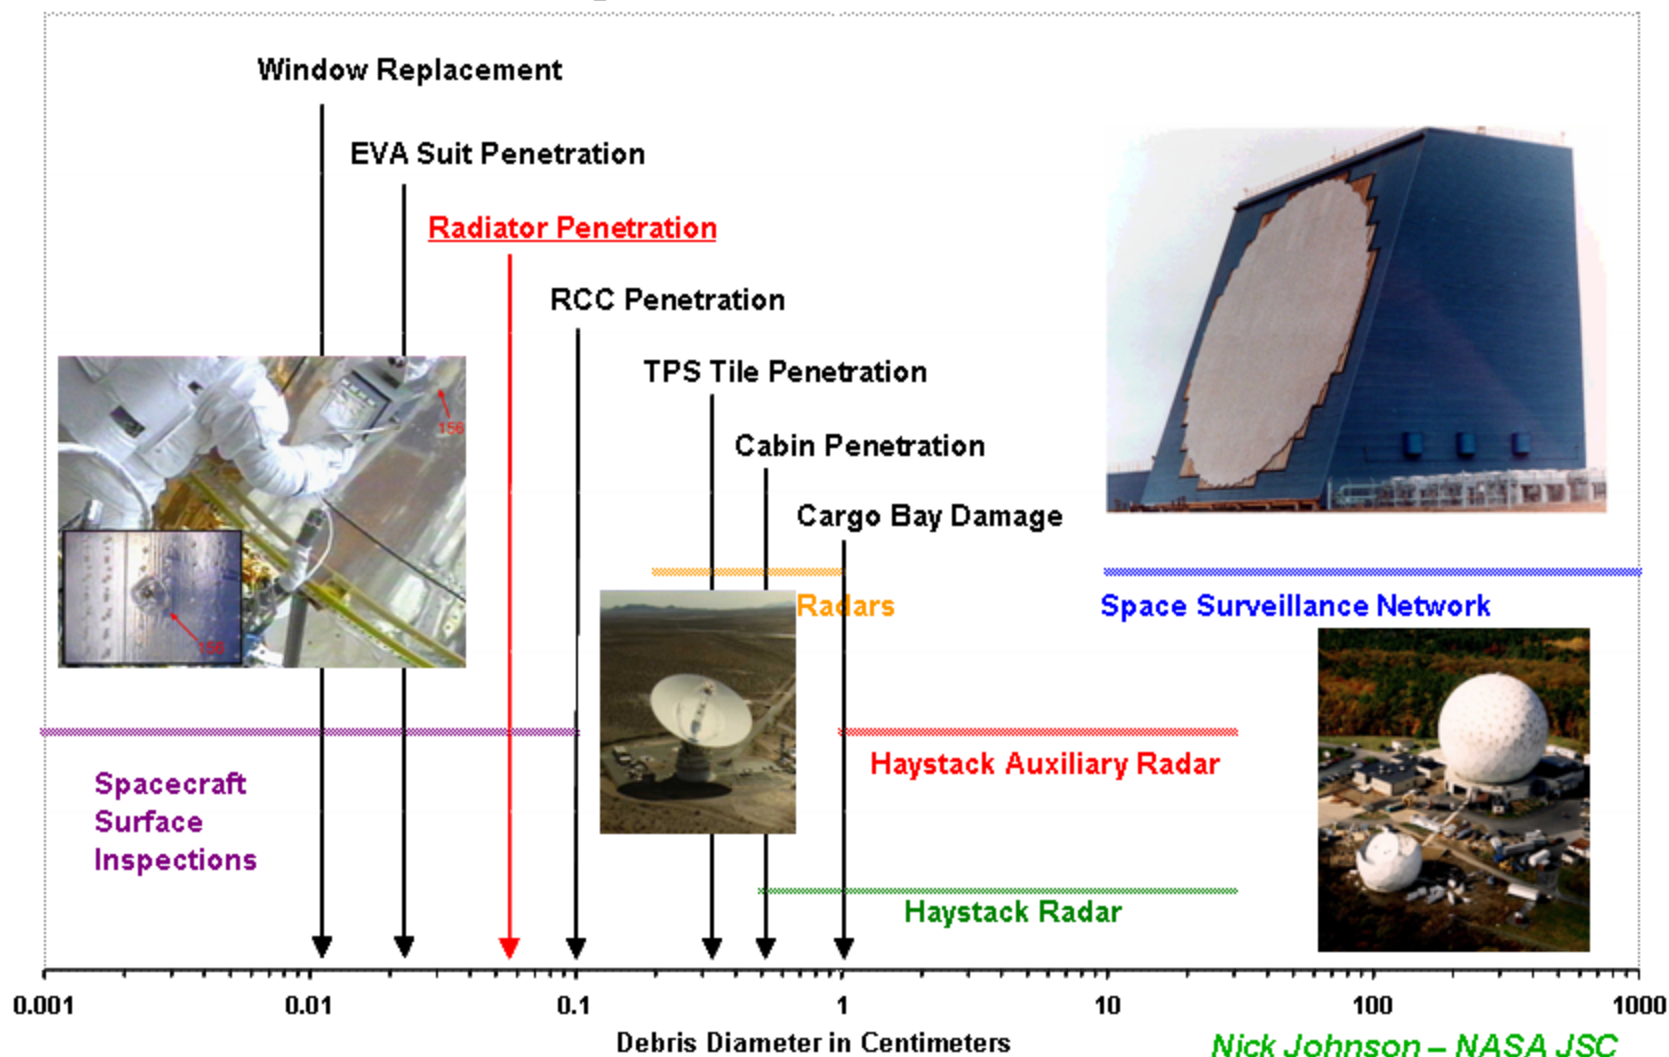 Window Replacement
EVA Suit Penetration
Radiator Penetration
RCC Penetration
TPS Tile Penetration
Cabin Penetration
Cargo Bay Damage
156
156
Radars
Space Surveillance Network
Haystack Auxiliary Radar
Spacecraft
Surface
Inspections
Haystack Radar
0.001 0.01 0.1 1 10 100 1000
Debris Diameter in Centimeters
Nick Johnson – NASA JSC